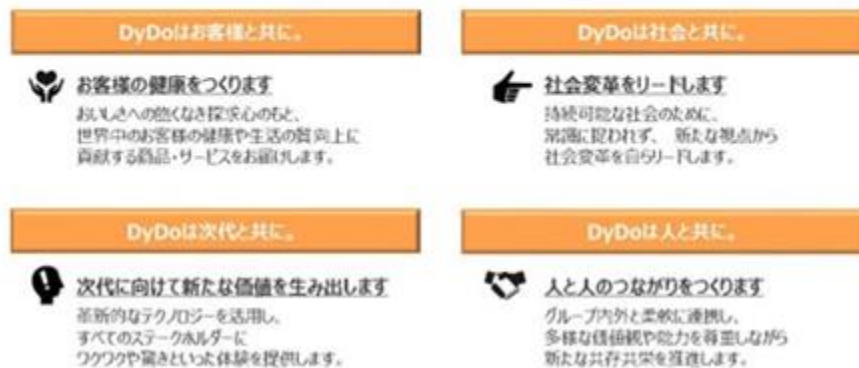 DyDoはお客様と共に。
お客様の健康をつくります
おいしさへの飽くなき探求心のもと、
世界中のお客様の健康や生活の質向上に
貢献する商品・サービスをお届けします。
DyDoは社会と共に。
社会変革をリードします
持続可能な社会のために、
常識に捉われず、 新たな視点から
社会変革を自らリードします。
DyDoは次代と共に。
次代に向けて新たな価値を生み出します
革新的なテクノロジーを活用し、
すべてのステークホルダーに
ワクワクや驚きといった体験を提供します。
DyDoは人と共に。
人と人のつながりをつくります
グループ内外と柔軟に連携し、
多様な価値観や能力を尊重しながら
新たな共存共栄を推進します。